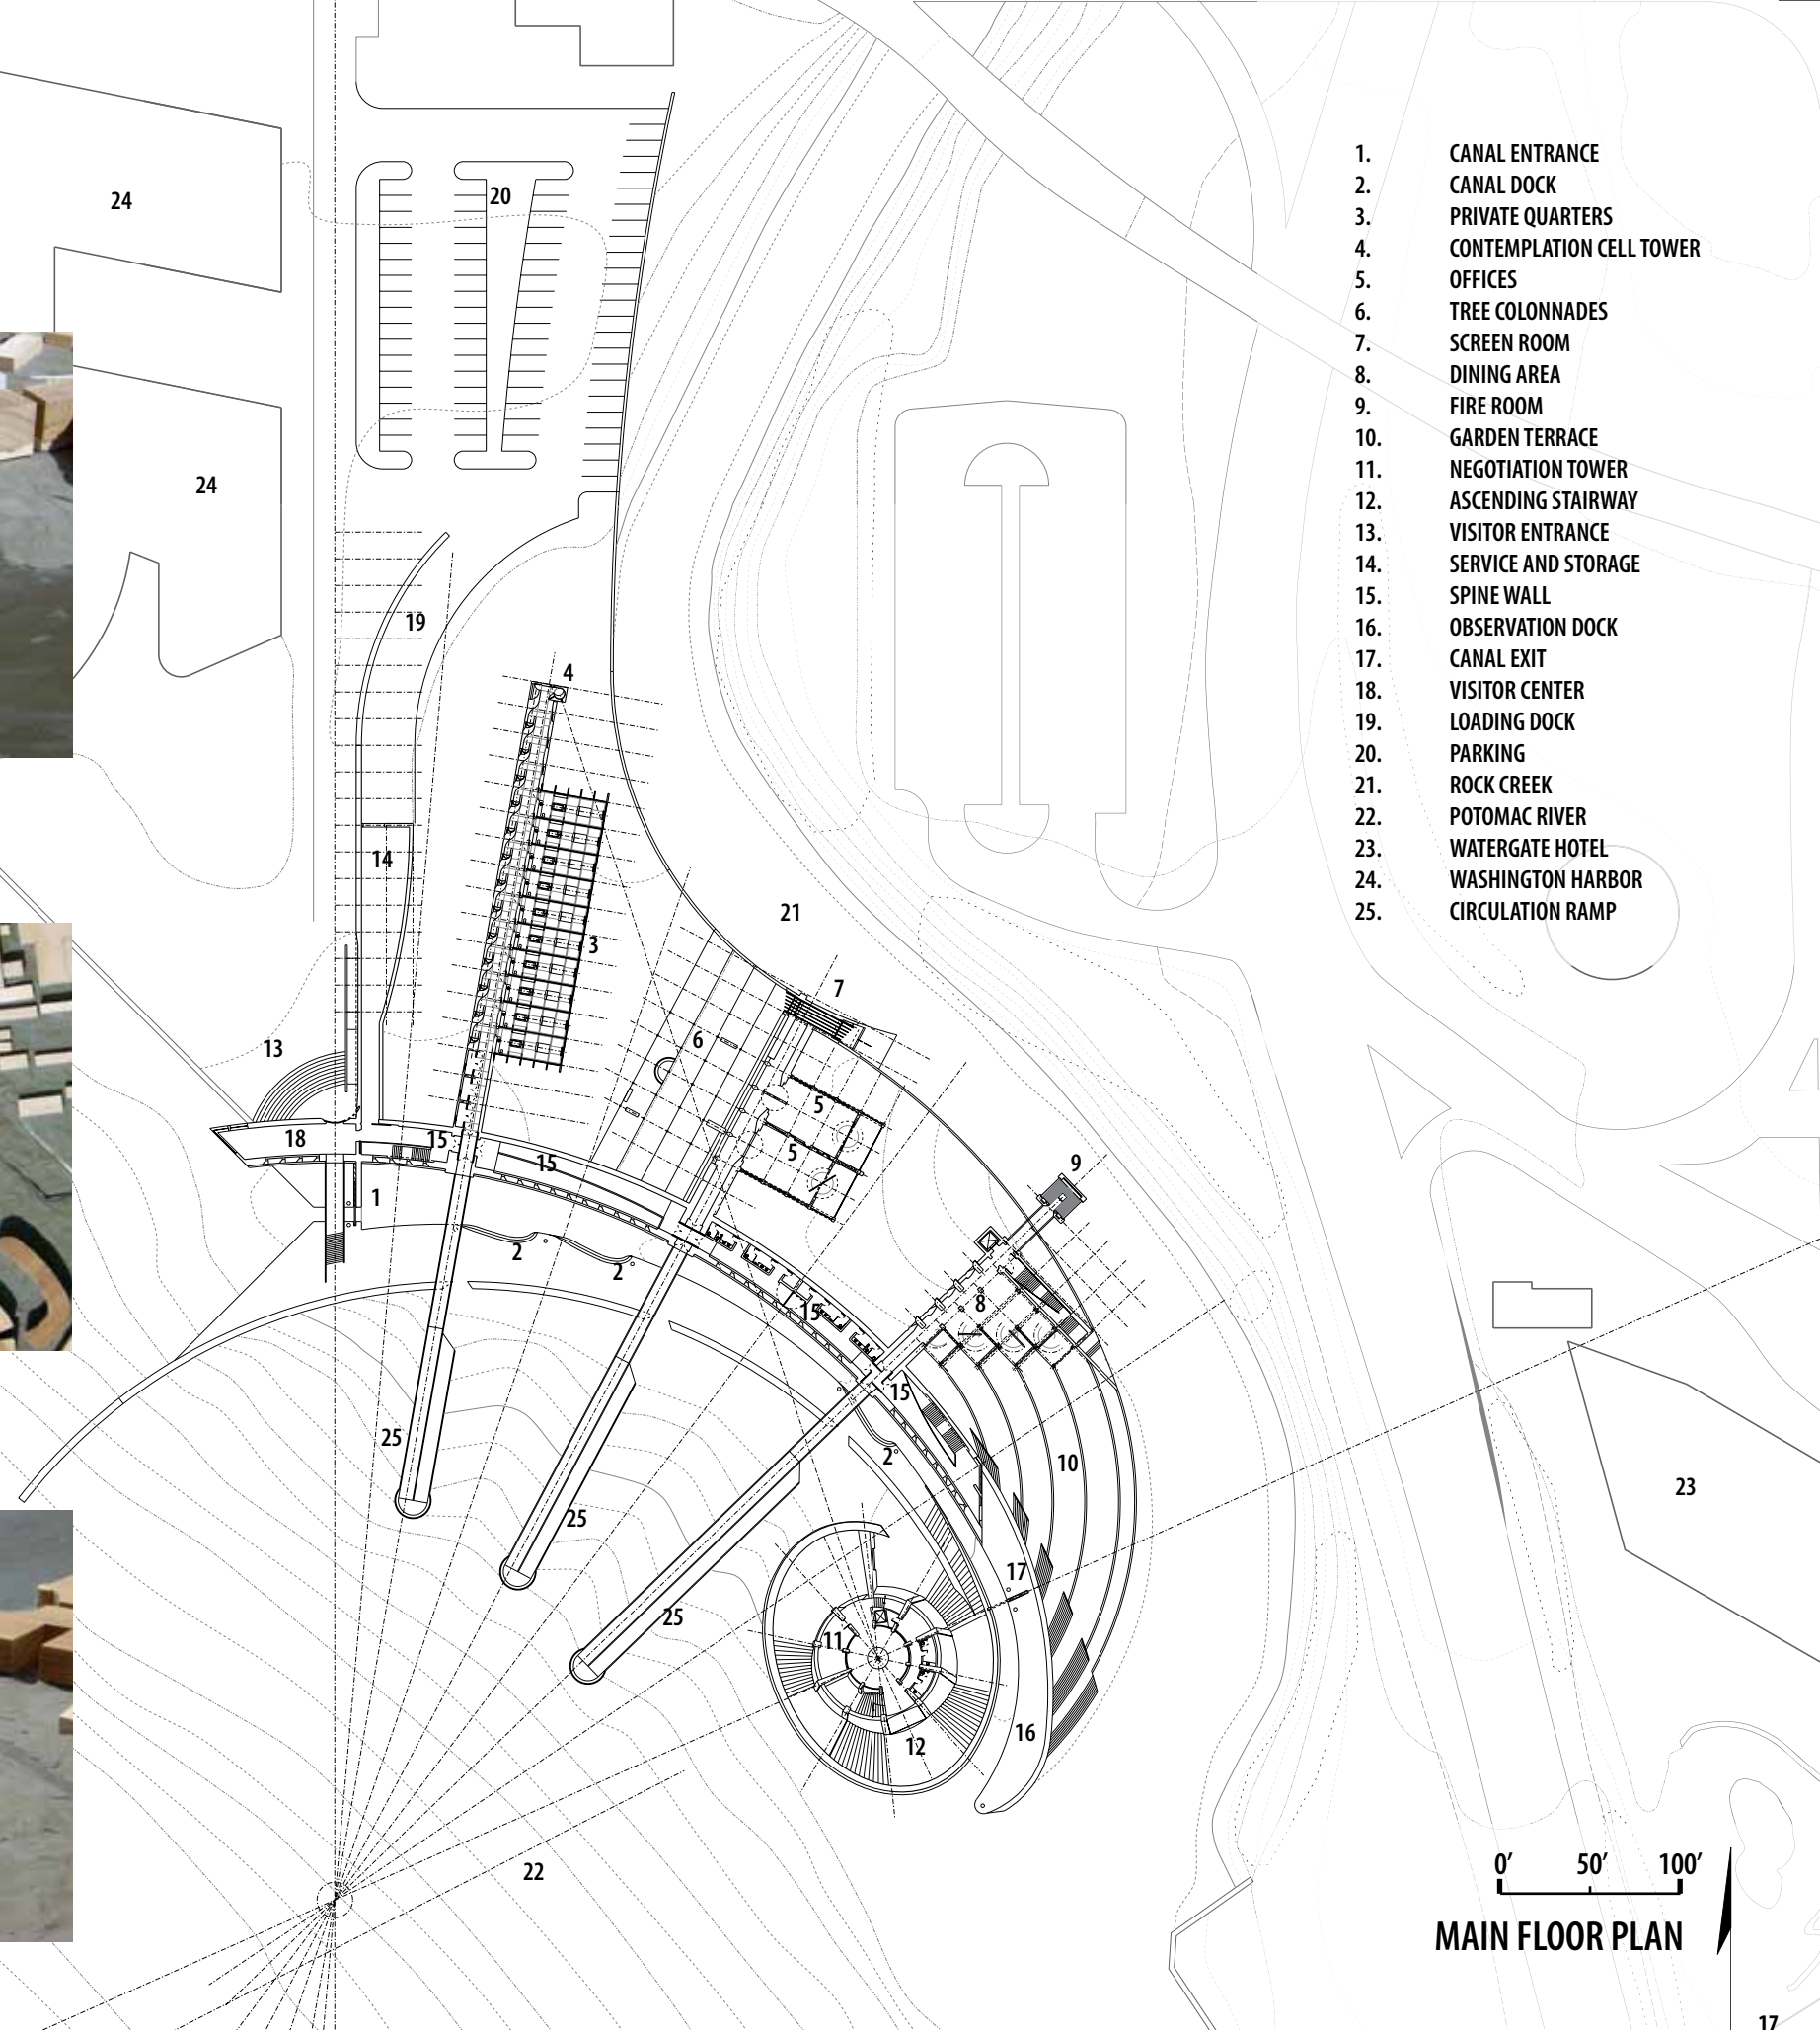 1. CANAL ENTRANCE
2. CANAL DOCK
3. PRIVATE QUARTERS
4. CONTEMPLATION CELL TOWER
5. OFFICES
6. TREE COLONNADES
7. SCREEN ROOM
8. DINING AREA
9. FIRE ROOM
10. GARDEN TERRACE
11. NEGOTIATION TOWER
12. ASCENDING STAIRWAY
13. VISITOR ENTRANCE
14. SERVICE AND STORAGE
15. SPINE WALL
16. OBSERVATION DOCK
17. CANAL EXIT
18. VISITOR CENTER
19. LOADING DOCK
20. PARKING
21. ROCK CREEK
22. POTOMAC RIVER
23. WATERGATE HOTEL
24. WASHINGTON HARBOR
25. CIRCULATION RAMP
24
20
24
19
4
14
21
3
7
6
13
5
18
15
5
15
9
1
2
2
8
15
15
25
2
10
23
25
17
25
11
16
12
22
0′ 50′ 100′
MAIN FLOOR PLAN
17